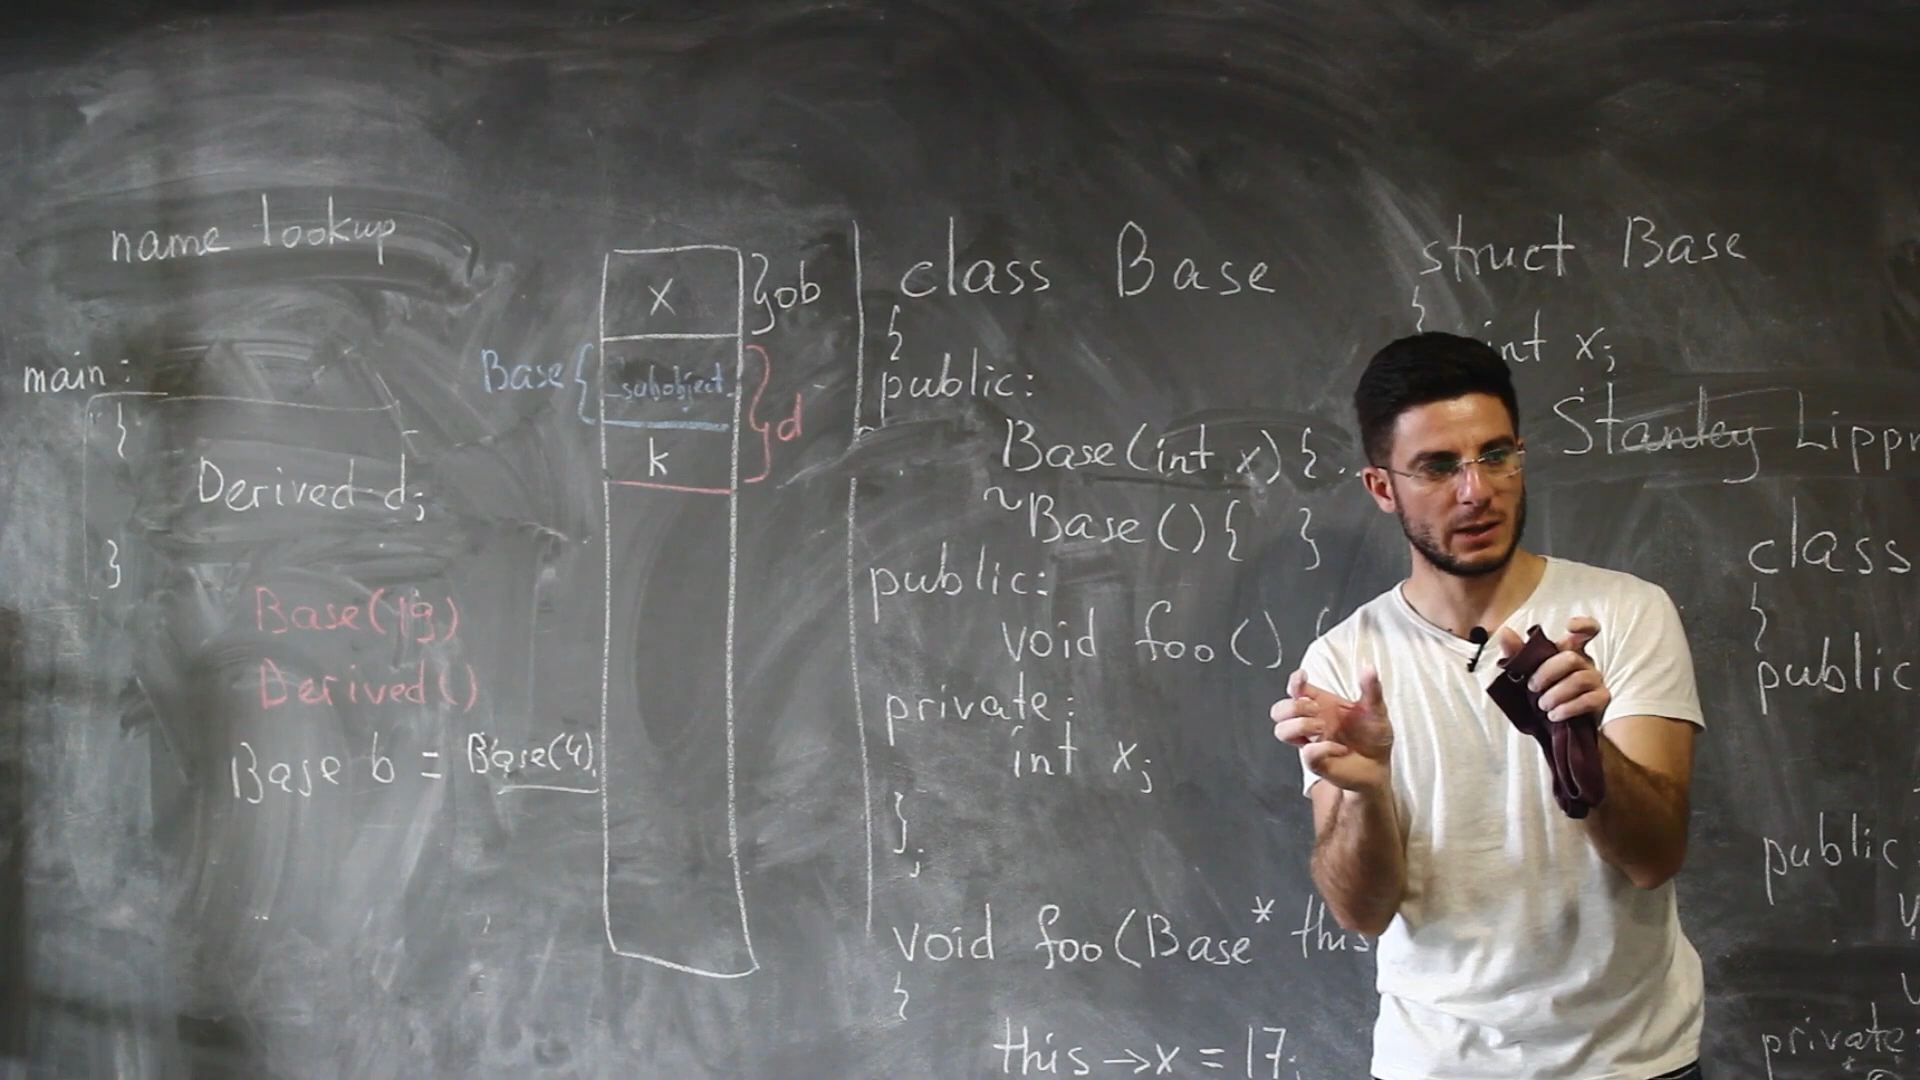 name lookup
main:
{
Derived d;
}
Base(19)
Derived()
Base b = Base(4)
x } ob
Base { subobject } d
k
class Base
{
public:
Base(int x) { ..
~Base() { }
public:
void foo() {
private:
int x;
}
;
void foo(Base* this
{
this->x = 17;
struct Base
{
int x;
Stanley Lippm
class
{
public
public
private